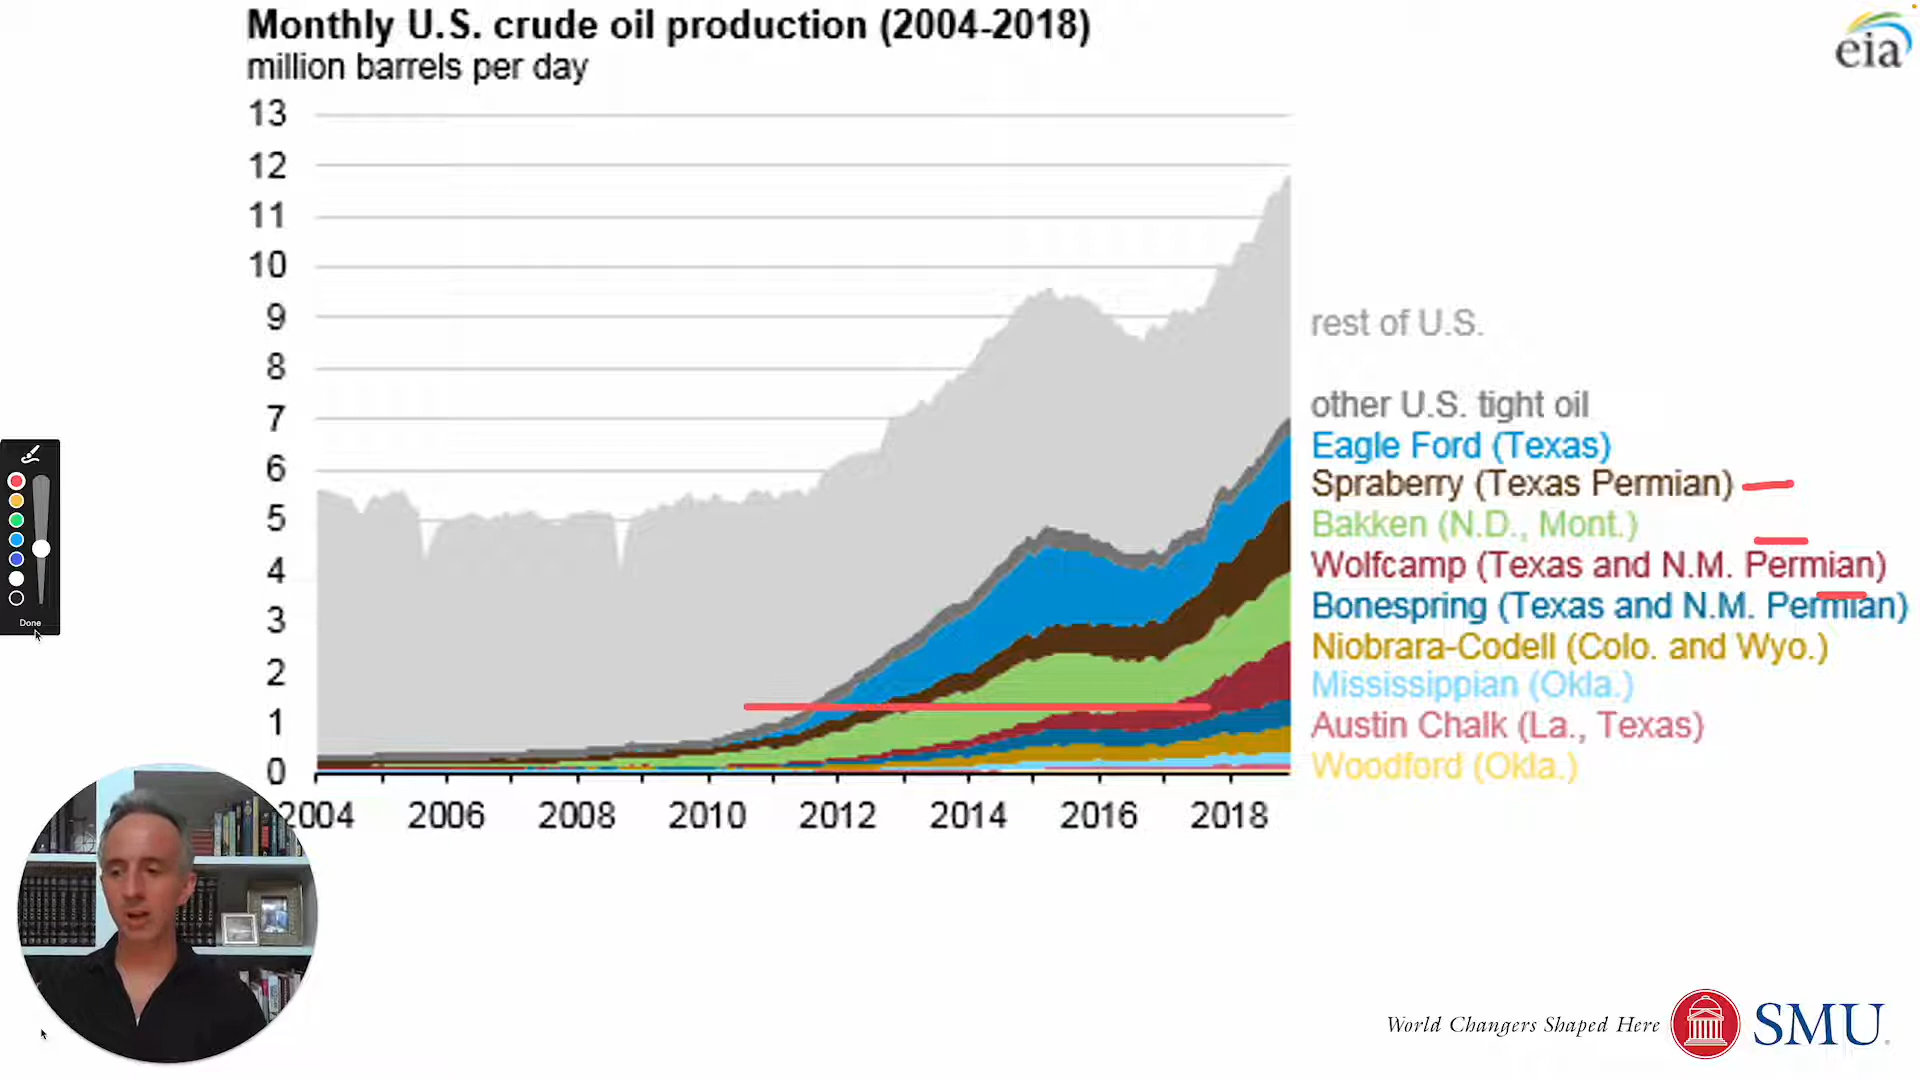 Monthly U.S. crude oil production (2004-2018)
million barrels per day
eia
13
12
11
10
9
8
7
6
5
4
3
2
1
0
2004 2006 2008 2010 2012 2014 2016 2018
rest of U.S.
other U.S. tight oil
Eagle Ford (Texas)
Spraberry (Texas Permian)
Bakken (N.D., Mont.)
Wolfcamp (Texas and N.M. Permian)
Bonespring (Texas and N.M. Permian)
Niobrara-Codell (Colo. and Wyo.)
Mississippian (Okla.)
Austin Chalk (La., Texas)
Woodford (Okla.)
Done
World Changers Shaped Here SMU